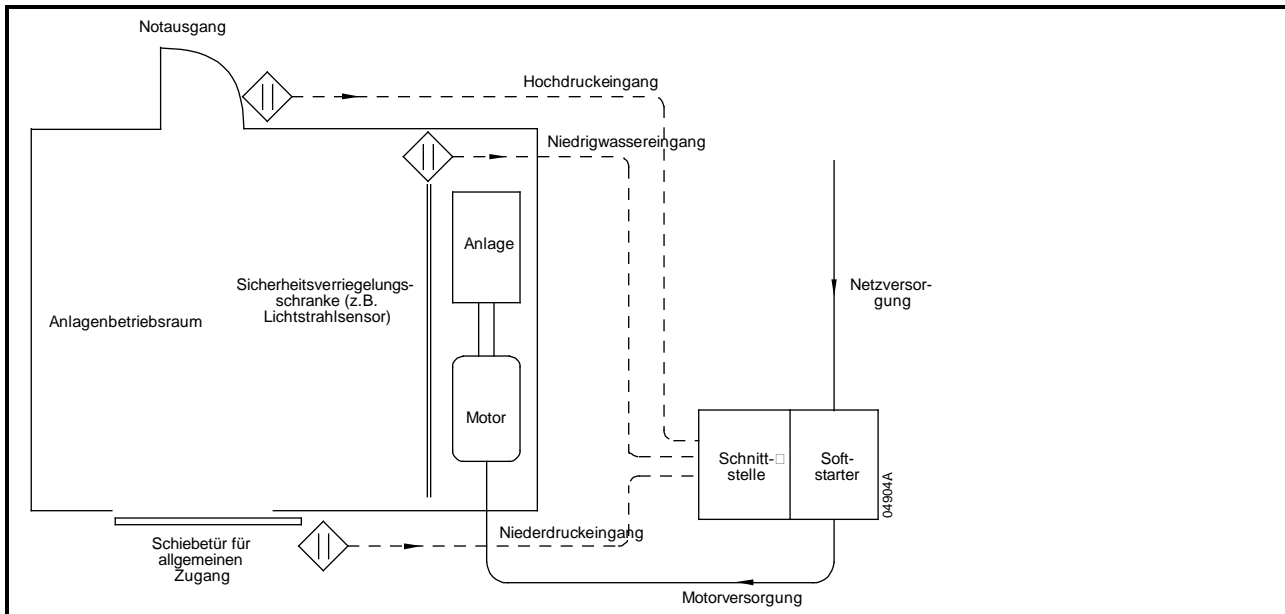 Notausgang
Hochdruckeingang
Niedrigwassereingang
Anlage
Sicherheitsverriegelungs-
schranke (z.B.
Lichtstrahlsensor)
Anlagenbetriebsraum
Netzversor-
gung
Motor
Schnitt-□
stelle
Soft-
starter
04904A
Niederdruckeingang
Schiebetür für
allgemeinen
Zugang
Motorversorgung